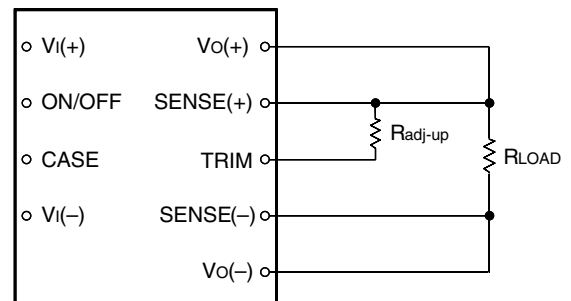 VI(+) VO(+)
ON/OFF SENSE(+)
Radj-up
RLOAD
CASE TRIM
VI(–) SENSE(–)
VO(–)